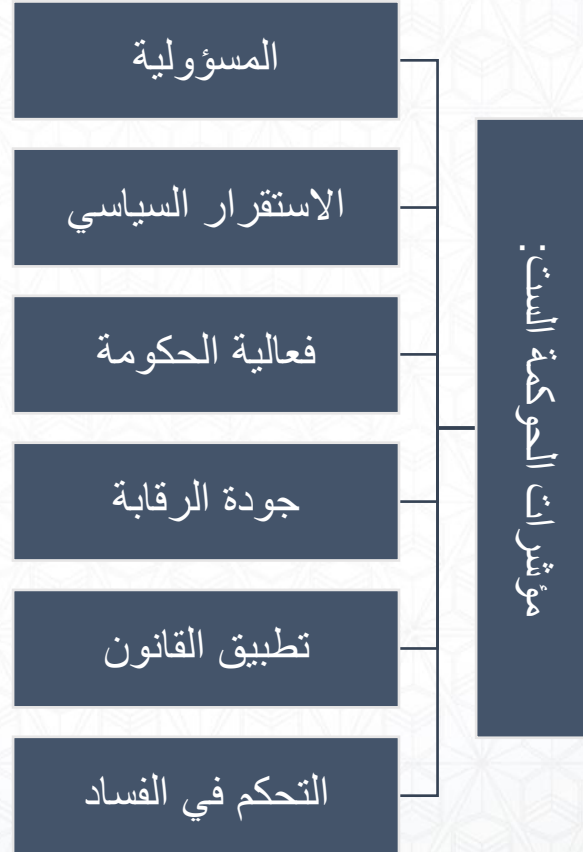 مؤشرات الحوكمة الست:
المسؤولية
الاستقرار السياسي
فعالية الحكومة
جودة الرقابة
تطبيق القانون
التحكم في الفساد